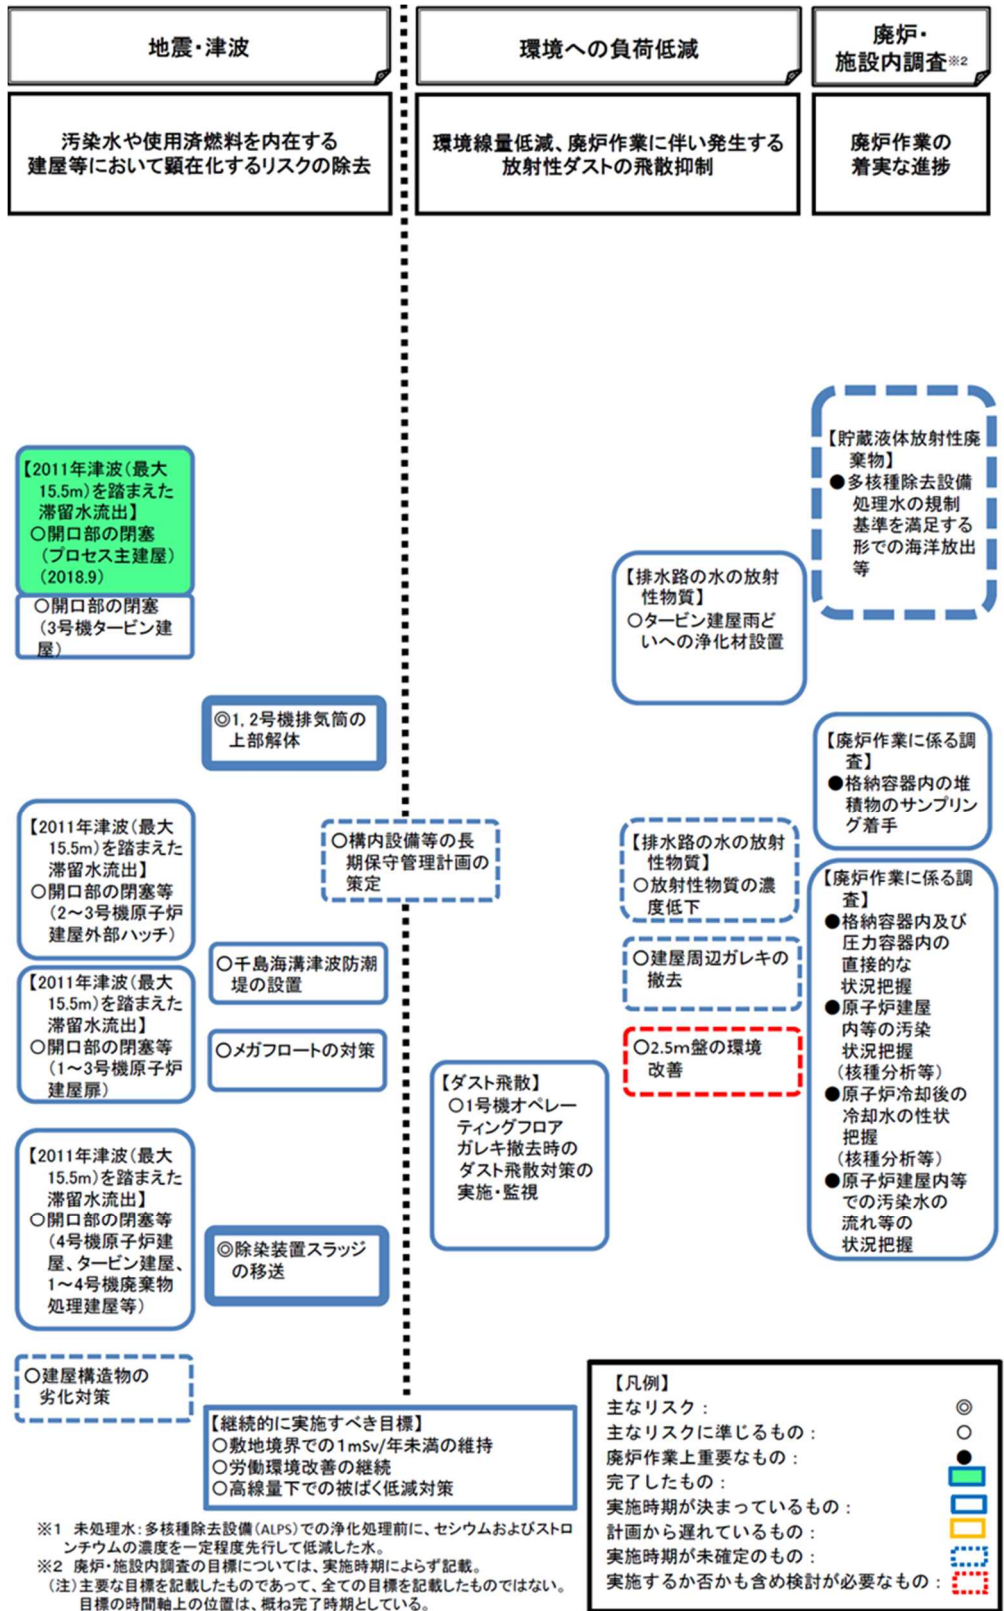 地震・津波
環境への負荷低減
廃炉・
施設内調査※2
汚染水や使用済燃料を内在する
建屋等において顕在化するリスクの除去
環境線量低減、廃炉作業に伴い発生する
放射性ダストの飛散抑制
廃炉作業の
着実な進捗
【2011年津波(最大
15.5m)を踏まえた
滞留水流出】
○開口部の閉塞
(プロセス主建屋)
(2018.9)
○開口部の閉塞
(3号機タービン建
屋)
◎1,2号機排気筒の
上部解体
【2011年津波(最大
15.5m)を踏まえた
滞留水流出】
○開口部の閉塞等
(2～3号機原子炉
建屋外部ハッチ)
【2011年津波(最大
15.5m)を踏まえた
滞留水流出】
○開口部の閉塞等
(1～3号機原子炉
建屋扉)
○千島海溝津波防潮
堤の設置
○メガフロートの対策
【2011年津波(最大
15.5m)を踏まえた
滞留水流出】
○開口部の閉塞等
(4号機原子炉建
屋、タービン建屋、
1～4号機廃棄物
処理建屋等)
◎除染装置スラッジ
の移送
○建屋構造物の
劣化対策
○構内設備等の長
期保守管理計画の
策定
【ダスト飛散】
○1号機オペレー
ティングフロア
ガレキ撤去時の
ダスト飛散対策の
実施・監視
【排水路の水の放射
性物質】
○タービン建屋雨ど
いへの浄化材設置
【排水路の水の放射
性物質】
○放射性物質の濃
度低下
○建屋周辺ガレキの
撤去
○2.5m盤の環境
改善
【貯蔵液体放射性廃
棄物】
●多核種除去設備
処理水の規制
基準を満足する
形での海洋放出
等
【廃炉作業に係る調
査】
●格納容器内の堆
積物のサンプリン
グ着手
【廃炉作業に係る調
査】
●格納容器内及び
圧力容器内の
直接的な
状況把握
●原子炉建屋
内等の汚染
状況把握
(核種分析等)
●原子炉冷却後の
冷却水の性状
把握
(核種分析等)
●原子炉建屋内等
での汚染水の
流れ等の
状況把握
【継続的に実施すべき目標】
○敷地境界での1mSv/年未満の維持
○労働環境改善の継続
○高線量下での被ばく低減対策
【凡例】
主なリスク： ◎
主なリスクに準じるもの： ○
廃炉作業上重要なもの： ●
完了したもの：
実施時期が決まっているもの：
計画から遅れているもの：
実施時期が未確定のもの：
実施するか否かも含め検討が必要なもの：
※1 未処理水：多核種除去設備(ALPS)での浄化処理前に、セシウムおよびストロ
ンチウムの濃度を一定程度先行して低減した水。
※2 廃炉・施設内調査の目標については、実施時期によらず記載。
(注)主要な目標を記載したものであって、全ての目標を記載したものではない。
目標の時間軸上の位置は、概ね完了時期としている。